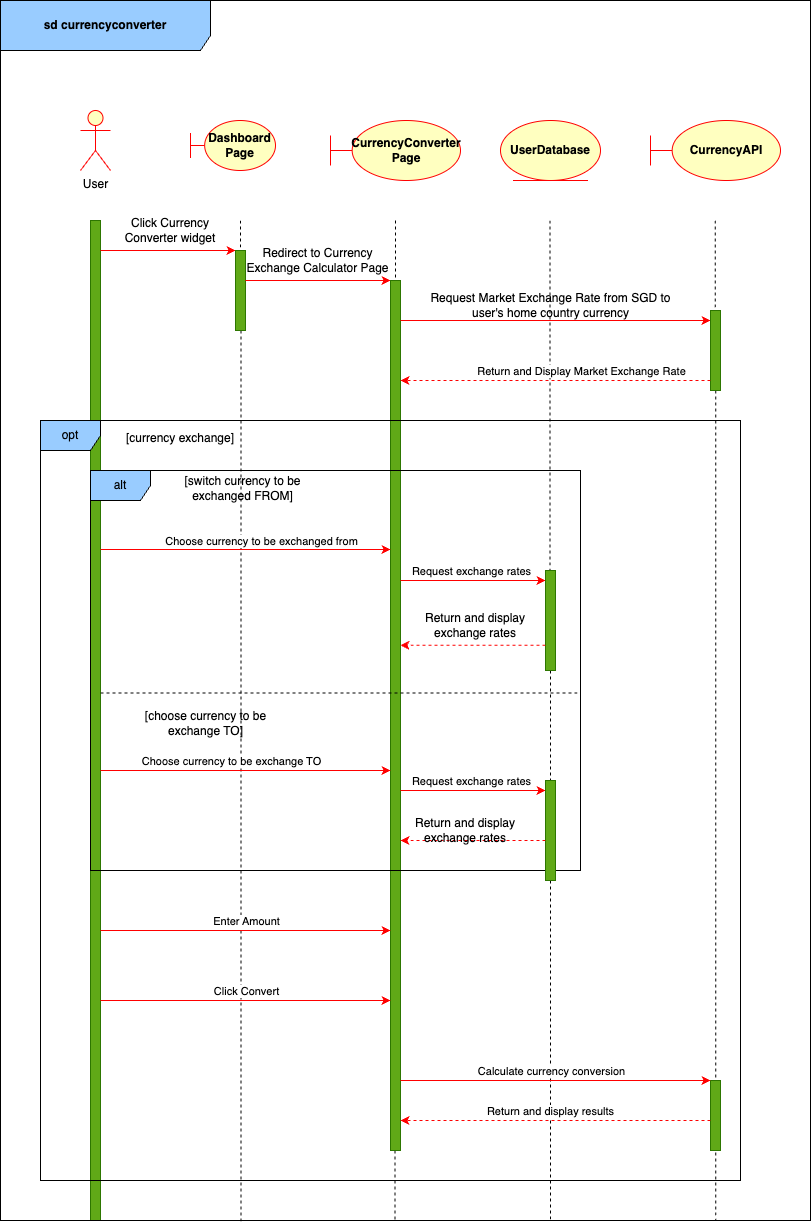 sd currencyconverter
Dashboard
Page
CurrencyConverter
Page
UserDatabase
CurrencyAPI
User
Click Currency
Converter widget
Redirect to Currency
Exchange Calculator Page
Request Market Exchange Rate from SGD to
user's home country currency
Return and Display Market Exchange Rate
opt
[currency exchange]
alt
[switch currency to be
exchanged FROM]
Choose currency to be exchanged from
Request exchange rates
Return and display
exchange rates
[choose currency to be
exchange TO]
Choose currency to be exchange TO
Request exchange rates
Return and display
exchange rates
Enter Amount
Click Convert
Calculate currency conversion
Return and display results